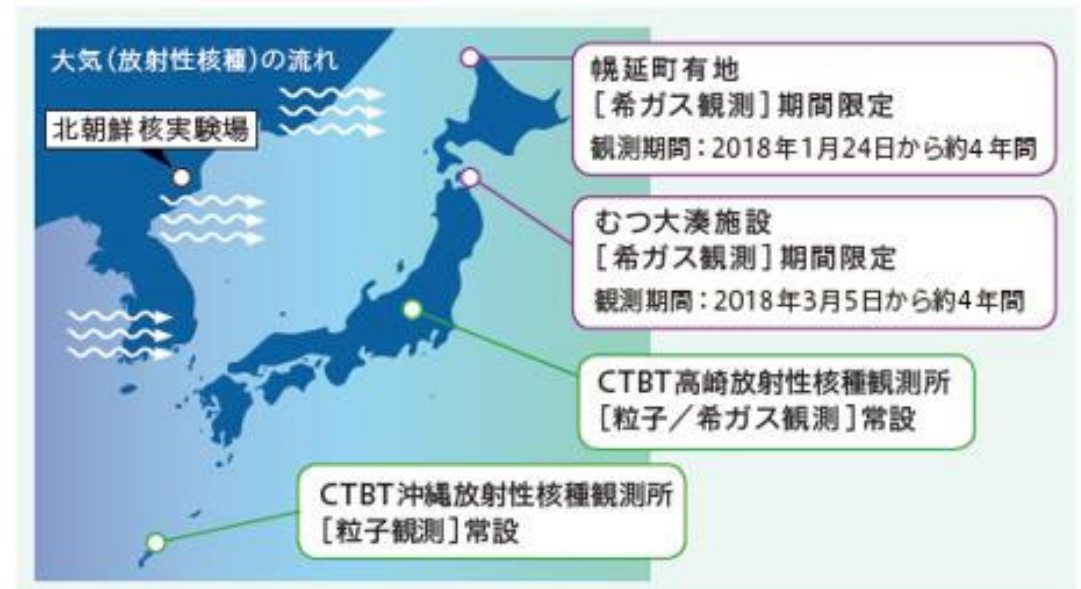 大気(放射性核種)の流れ
北朝鮮核実験場
幌延町有地
[希ガス観測]期間限定
観測期間:2018年1月24日から約4年間
むつ大湊施設
[希ガス観測]期間限定
観測期間:2018年3月5日から約4年間
CTBT高崎放射性核種観測所
[粒子/希ガス観測]常設
CTBT沖縄放射性核種観測所
[粒子観測]常設